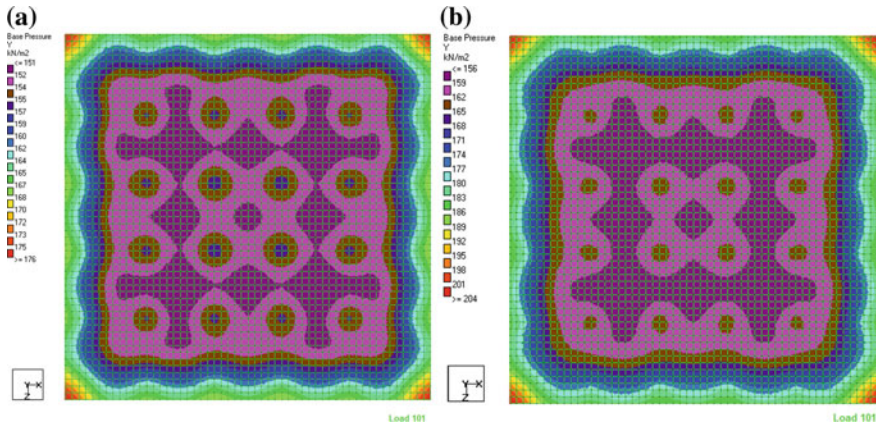 (a)
Base Pressure
Y
kN/m2
<= 151
152
154
155
157
159
160
162
164
165
167
168
170
172
173
175
>= 176
Y X
Z
Load 101
(b)
Base Pressure
Y
kN/m2
<= 156
159
162
165
168
171
174
177
180
183
186
189
192
195
198
201
>= 204
Y X
Z
Load 101